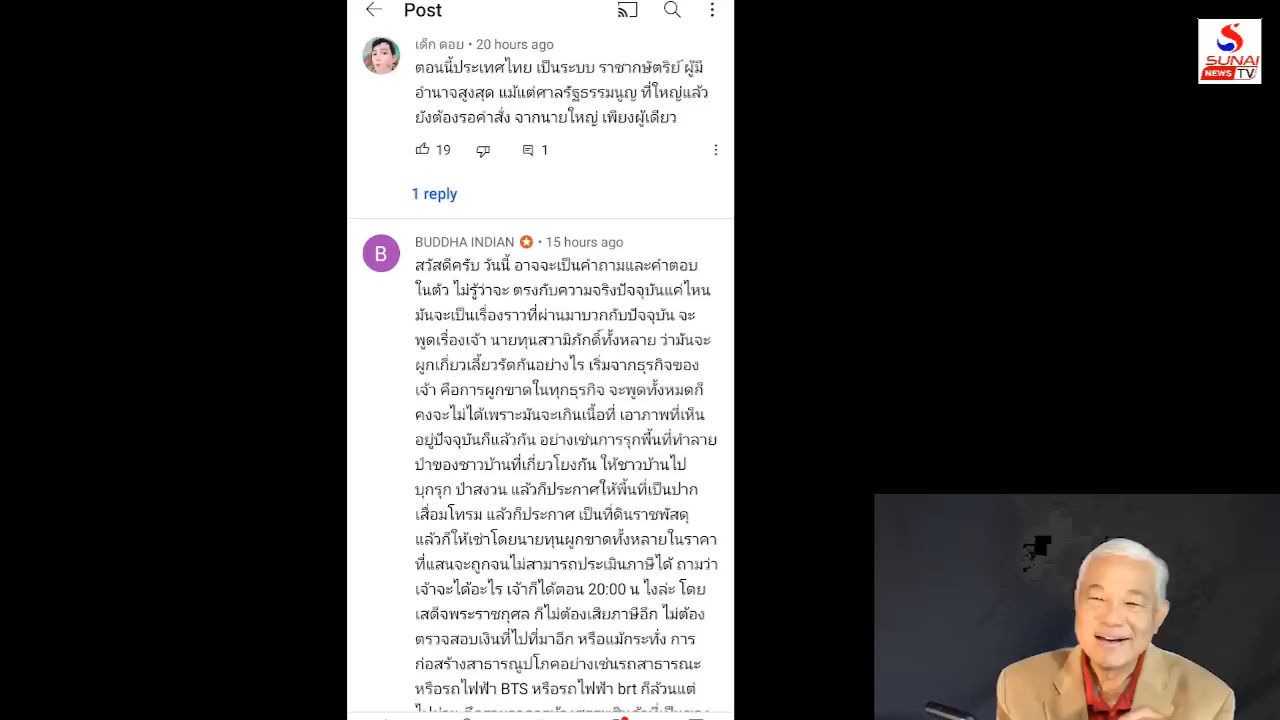 Post
เด็ก ดอย • 20 hours ago
ตอนนี้ประเทศไทย เป็นระบบ ราชากษัตริย์ ผู้มี
อำนาจสูงสุด แม้แต่ศาลรัฐธรรมนูญ ที่ใหญ่แล้ว
ยังต้องรอคำสั่ง จากนายใหญ่ เพียงผู้เดียว
19 1
1 reply
B
BUDDHA INDIAN • 15 hours ago
สวัสดีครับ วันนี้ อาจจะเป็นคำถามและคำตอบ
ในตัว ไม่รู้ว่าจะ ตรงกับความจริงปัจจุบันแค่ไหน
มันจะเป็นเรื่องราวที่ผ่านมาบวกกับปัจจุบัน จะ
พูดเรื่องเจ้า นายทุนสวามิภักดิ์ทั้งหลาย ว่ามันจะ
ผูกเกี่ยวเลี้ยวรัดกันอย่างไร เริ่มจากธุรกิจของ
เจ้า คือการผูกขาดในทุกธุรกิจ จะพูดทั้งหมดก็
คงจะไม่ได้เพราะมันจะเกินเนื้อที่ เอาภาพที่เห็น
อยู่ปัจจุบันก็แล้วกัน อย่างเช่นการรุกพื้นที่ทำลาย
ป่าของชาวบ้านที่เกี่ยวโยงกัน ให้ชาวบ้านไป
บุกรุก ป่าสงวน แล้วก็ประกาศให้พื้นที่เป็นปาก
เสื่อมโทรม แล้วก็ประกาศ เป็นที่ดินราชพัสดุ
แล้วก็ให้เช่าโดยนายทุนผูกขาดทั้งหลายในราคา
ที่แสนจะถูกจนไม่สามารถประเมินภาษีได้ ถามว่า
เจ้าจะได้อะไร เจ้าก็ได้ตอน 20:00 น ไงล่ะ โดย
เสด็จพระราชกุศล ก็ไม่ต้องเสียภาษีอีก ไม่ต้อง
ตรวจสอบเงินที่ไปที่มาอีก หรือแม้กระทั่ง การ
ก่อสร้างสาธารณูปโภคอย่างเช่นรถสาธารณะ
หรือรถไฟฟ้า BTS หรือรถไฟฟ้า brt ก็ล้วนแต่
SUNAI
NEWS TV